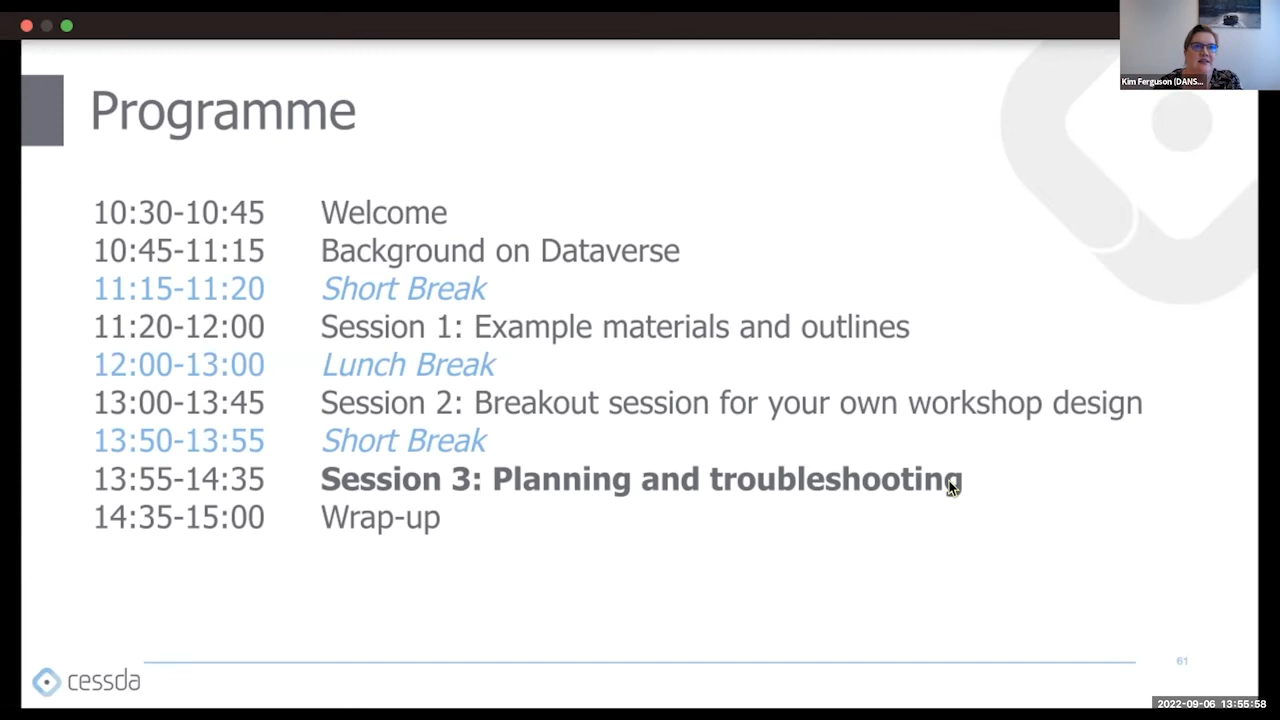 Kim Ferguson (DANS...
Programme
10:30-10:45 Welcome
10:45-11:15 Background on Dataverse
11:15-11:20 Short Break
11:20-12:00 Session 1: Example materials and outlines
12:00-13:00 Lunch Break
13:00-13:45 Session 2: Breakout session for your own workshop design
13:50-13:55 Short Break
13:55-14:35 Session 3: Planning and troubleshooting
14:35-15:00 Wrap-up
61
cessda
2022-09-06 13:55:58